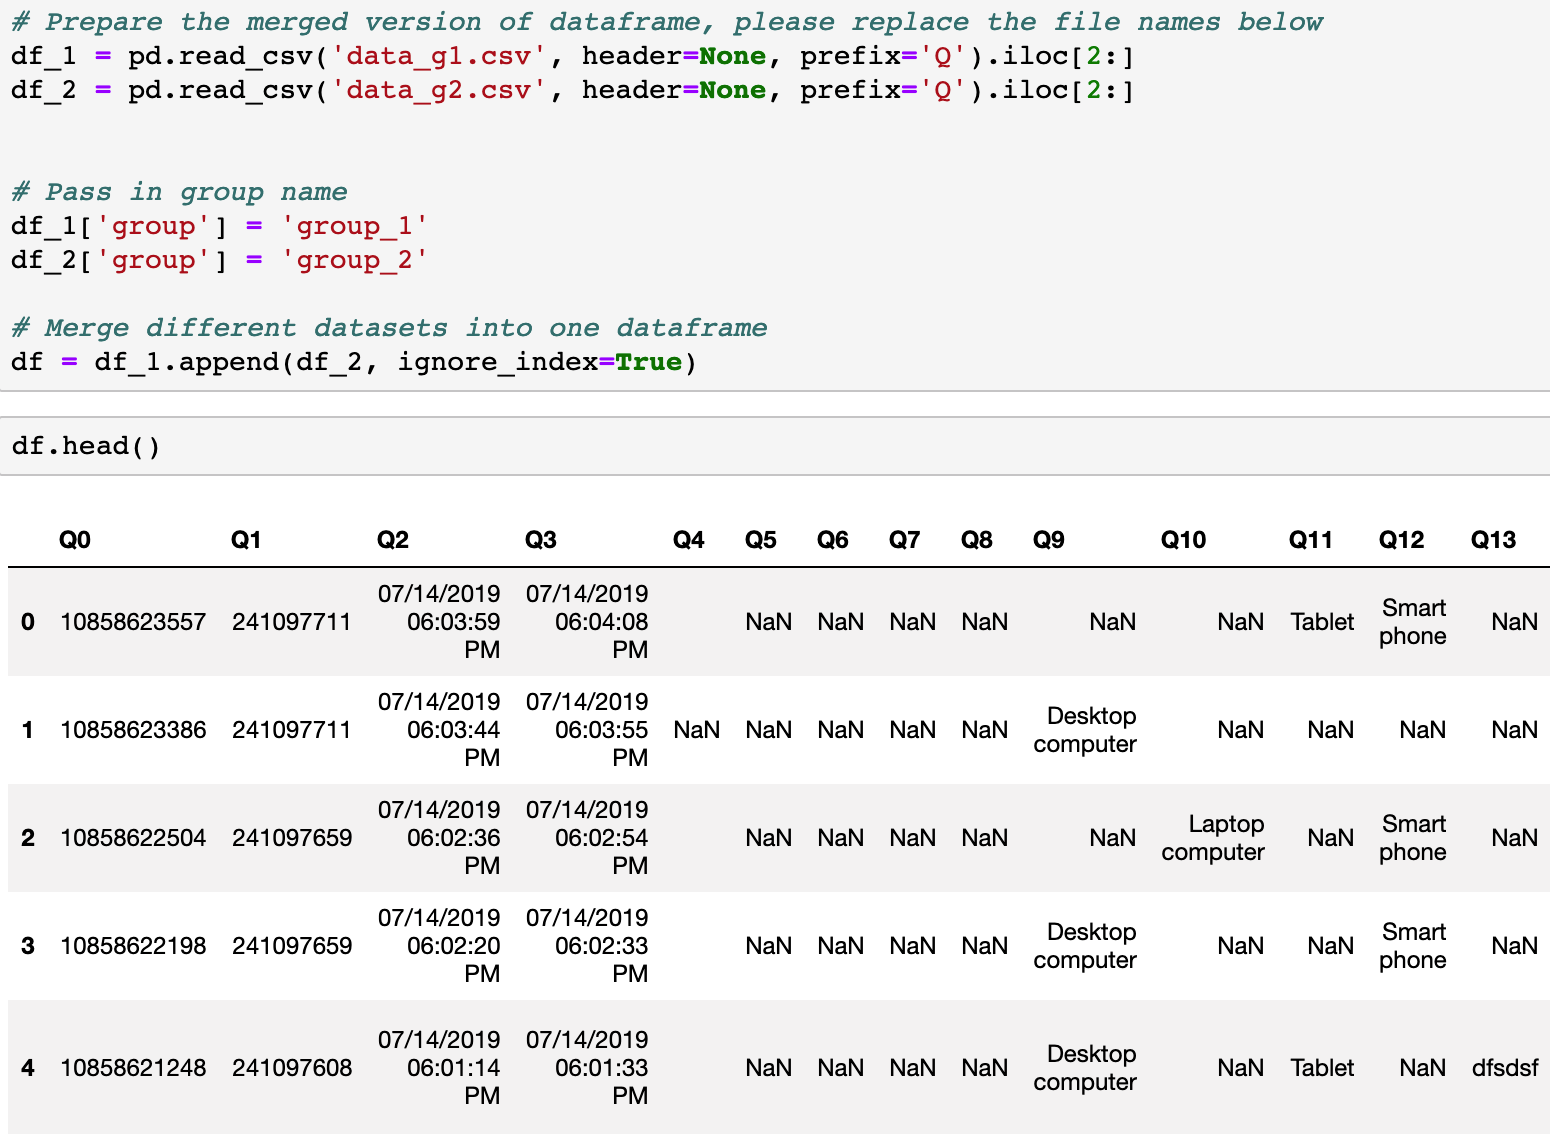 # Prepare the merged version of dataframe, please replace the file names below
df_1 = pd.read_csv('data_g1.csv', header=None, prefix='Q').iloc[2:]
df_2 = pd.read_csv('data_g2.csv', header=None, prefix='Q').iloc[2:]
# Pass in group name
df_1['group'] = 'group_1'
df_2['group'] = 'group_2'
# Merge different datasets into one dataframe
df = df_1.append(df_2, ignore_index=True)
df.head()
Q0 Q1 Q2 Q3 Q4 Q5 Q6 Q7 Q8 Q9 Q10 Q11 Q12 Q13
07/14/2019 07/14/2019 Smart
0 10858623557 241097711 06:03:59 06:04:08 NaN NaN NaN NaN NaN NaN Tablet phone NaN
PM PM
07/14/2019 07/14/2019 Desktop
1 10858623386 241097711 06:03:44 06:03:55 NaN NaN NaN NaN NaN computer NaN NaN NaN NaN
PM PM
07/14/2019 07/14/2019 Laptop Smart
2 10858622504 241097659 06:02:36 06:02:54 NaN NaN NaN NaN NaN computer NaN phone NaN
PM PM
07/14/2019 07/14/2019 Desktop Smart
3 10858622198 241097659 06:02:20 06:02:33 NaN NaN NaN NaN computer NaN NaN phone NaN
PM PM
07/14/2019 07/14/2019 Desktop
4 10858621248 241097608 06:01:14 06:01:33 NaN NaN NaN NaN computer NaN Tablet NaN dfsdsf
PM PM